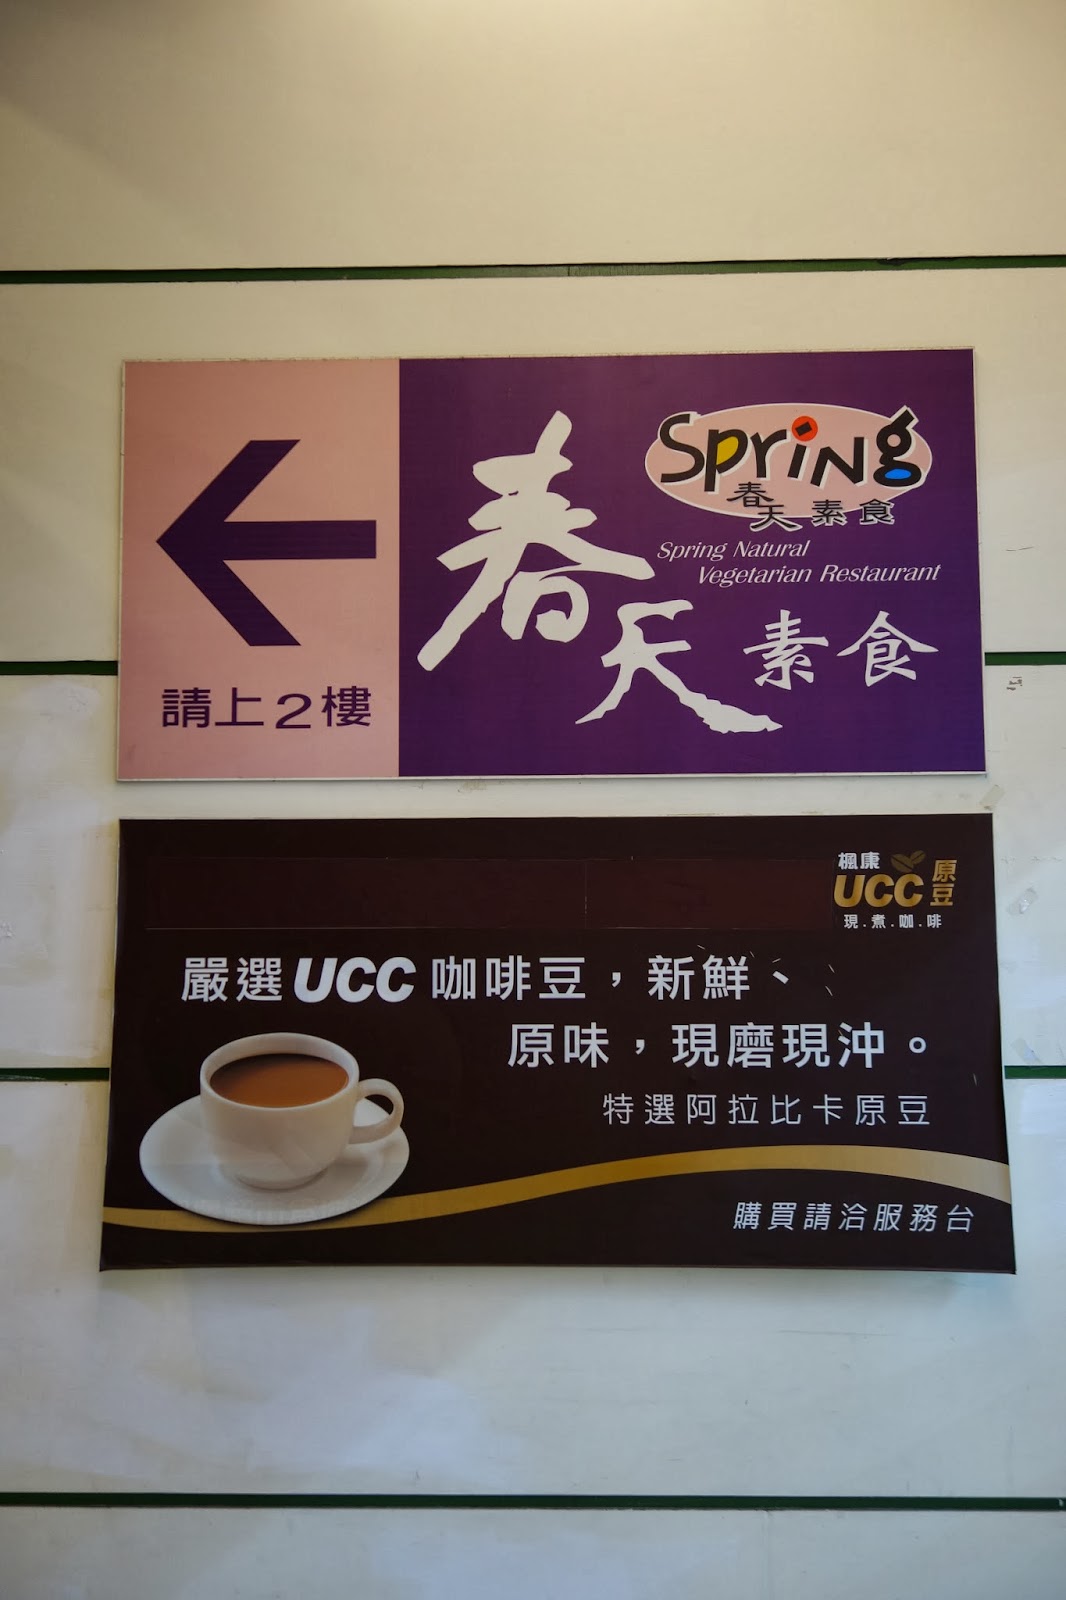 請上2樓
春天
素食
Spring
春天素食
Spring Natural
Vegetarian Restaurant
楓康
UCC 原豆
現.煮.咖.啡
嚴選UCC咖啡豆，新鮮、
原味，現磨現沖。
特選阿拉比卡原豆
購買請洽服務台